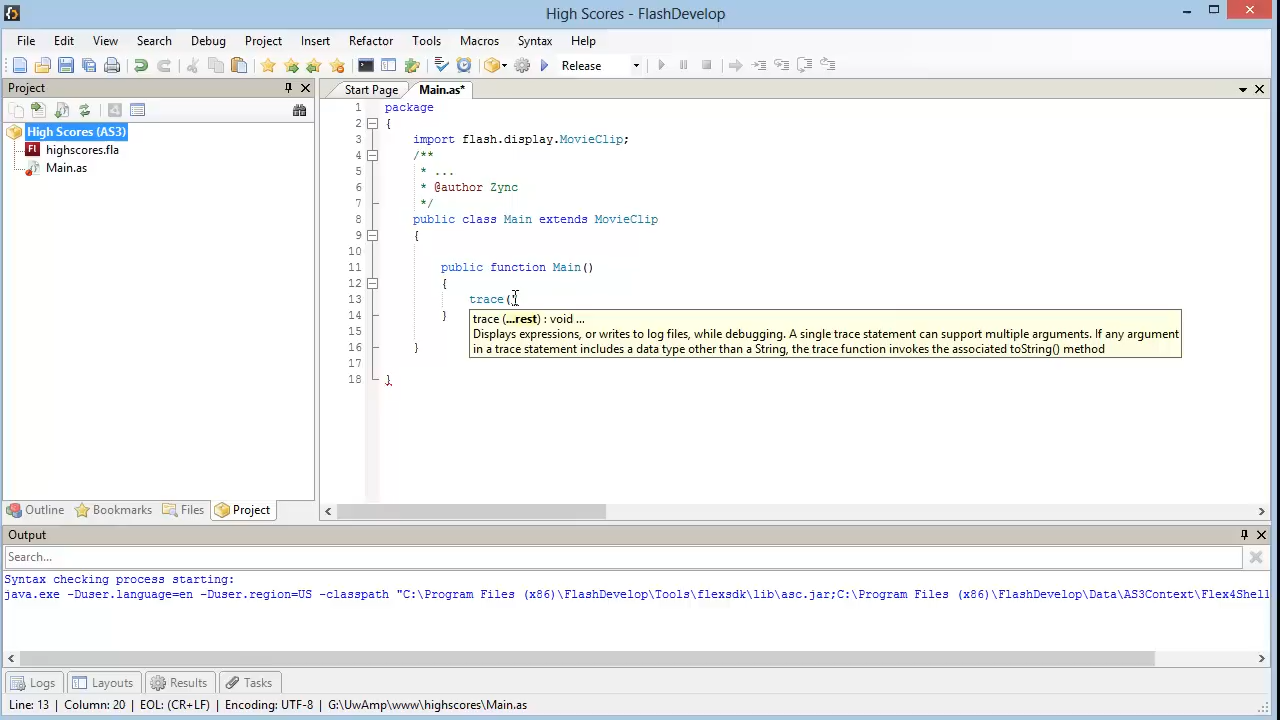 High Scores - FlashDevelop
File Edit View Search Debug Project Insert Refactor Tools Macros Syntax Help
Release
Project
High Scores (AS3)
highscores.fla
Main.as
Outline Bookmarks Files Project
Start Page Main.as*
1 package
2 {
3 import flash.display.MovieClip;
4 /**
5 * ...
6 * @author Zync
7 */
8 public class Main extends MovieClip
9 {
10
11 public function Main()
12 {
13 trace('
14 }
15
16 }
17
18 }
trace (...rest) : void ...
Displays expressions, or writes to log files, while debugging. A single trace statement can support multiple arguments. If any argument
in a trace statement includes a data type other than a String, the trace function invokes the associated toString() method
Output
Search...
Syntax checking process starting:
java.exe -Duser.language=en -Duser.region=US -classpath "C:\Program Files (x86)\FlashDevelop\Tools\flexsdk\lib\asc.jar;C:\Program Files (x86)\FlashDevelop\Data\AS3Context\Flex4Shell
Logs Layouts Results Tasks
Line: 13 | Column: 20 | EOL: (CR+LF) | Encoding: UTF-8 | G:\UwAmp\www\highscores\Main.as